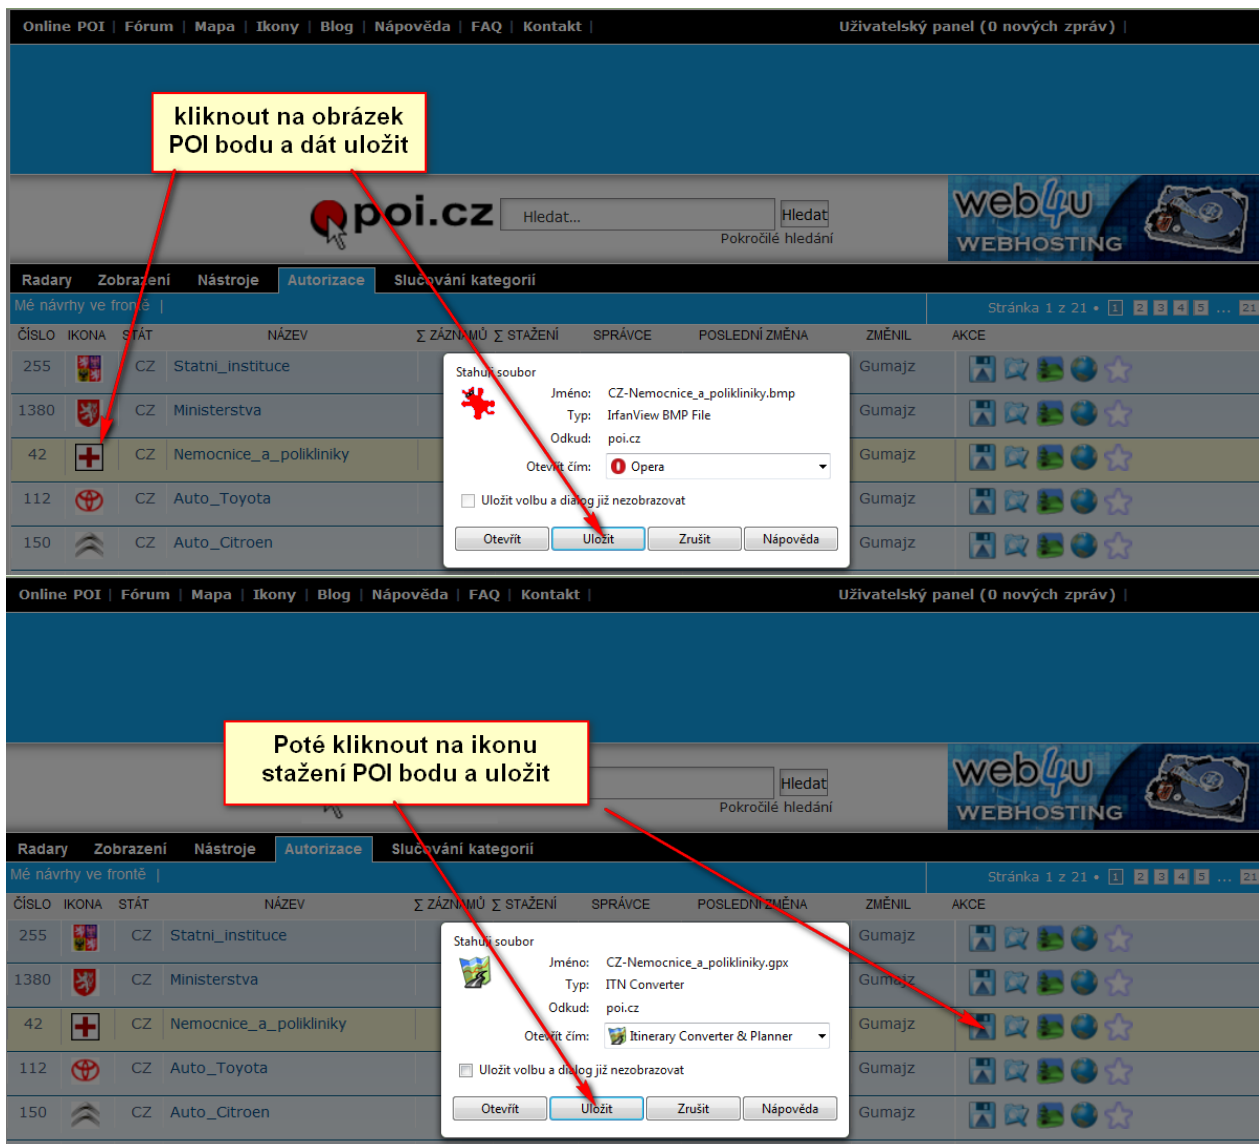 Online POI | Fórum | Mapa | Ikony | Blog | Nápověda | FAQ | Kontakt |
Uživatelský panel (0 nových zpráv) |
kliknout na obrázek
POI bodu a dát uložit
poi.cz
Hledat...
Hledat
Pokročilé hledání
web4u
WEBHOSTING
Radary Zobrazení Nástroje Autorizace Slučování kategorií
Mé návrhy ve frontě |
Stránka 1 z 21 • 1 2 3 4 5 ... 21
ČÍSLO IKONA STÁT NÁZEV Σ ZÁZNAMŮ Σ STAŽENÍ SPRÁVCE POSLEDNÍ ZMĚNA ZMĚNIL AKCE
255 CZ Statni_instituce Gumajz
1380 CZ Ministerstva Gumajz
42 CZ Nemocnice_a_polikliniky Gumajz
112 CZ Auto_Toyota Gumajz
150 CZ Auto_Citroen Gumajz
Stahuji soubor
Jméno: CZ-Nemocnice_a_polikliniky.bmp
Typ: IrfanView BMP File
Odkud: poi.cz
Otevřít čím: Opera
Uložit volbu a dialog již nezobrazovat
Otevřít Uložit Zrušit Nápověda
Online POI | Fórum | Mapa | Ikony | Blog | Nápověda | FAQ | Kontakt |
Uživatelský panel (0 nových zpráv) |
Poté kliknout na ikonu
stažení POI bodu a uložit
Hledat
Pokročilé hledání
web4u
WEBHOSTING
Radary Zobrazení Nástroje Autorizace Slučování kategorií
Mé návrhy ve frontě |
Stránka 1 z 21 • 1 2 3 4 5 ... 21
ČÍSLO IKONA STÁT NÁZEV Σ ZÁZNAMŮ Σ STAŽENÍ SPRÁVCE POSLEDNÍ ZMĚNA ZMĚNIL AKCE
255 CZ Statni_instituce Gumajz
1380 CZ Ministerstva Gumajz
42 CZ Nemocnice_a_polikliniky Gumajz
112 CZ Auto_Toyota Gumajz
150 CZ Auto_Citroen Gumajz
Stahuji soubor
Jméno: CZ-Nemocnice_a_polikliniky.gpx
Typ: ITN Converter
Odkud: poi.cz
Otevřít čím: Itinerary Converter & Planner
Uložit volbu a dialog již nezobrazovat
Otevřít Uložit Zrušit Nápověda